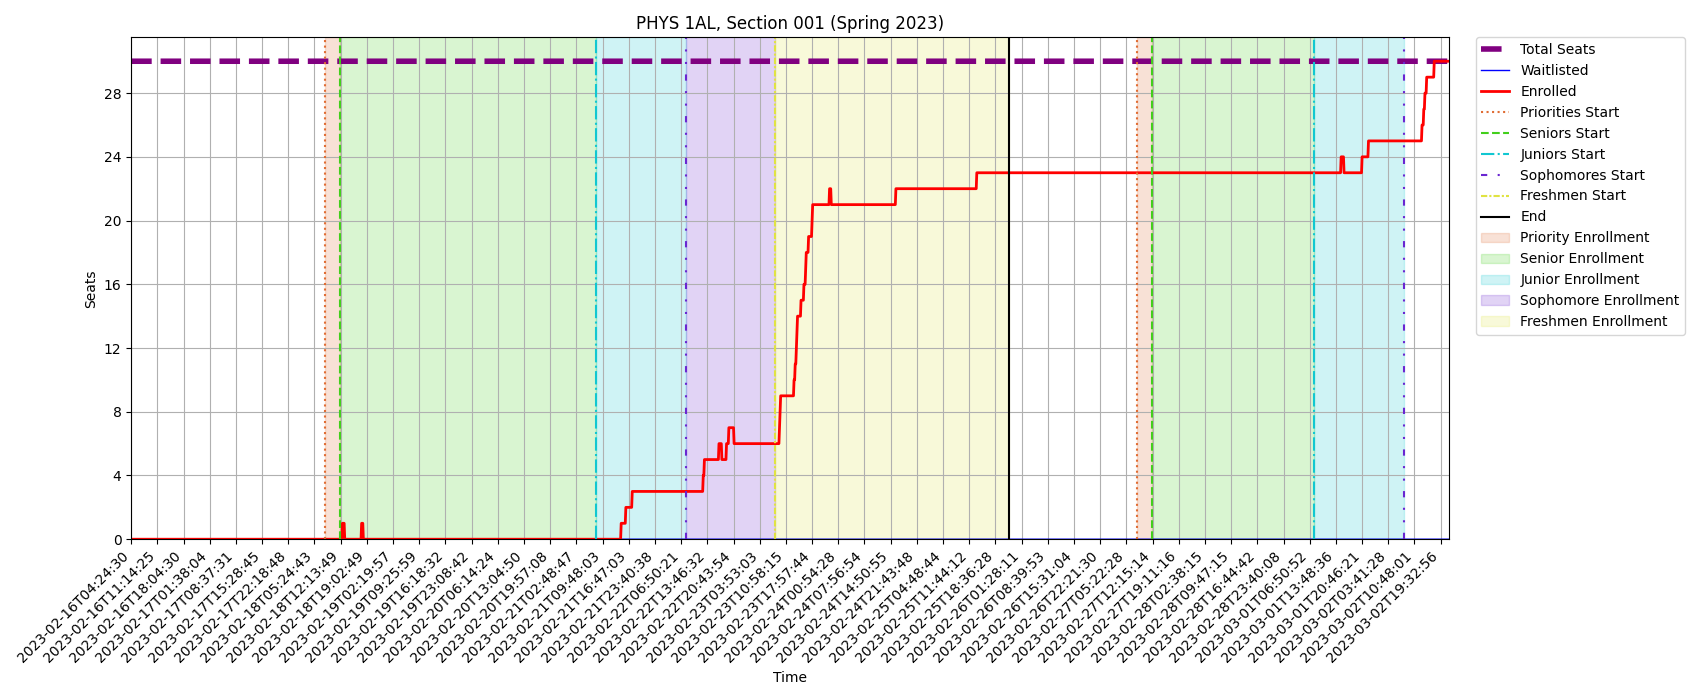 PHYS 1AL, Section 001 (Spring 2023)
Seats
28
24
20
16
12
8
4
0
2023-02-16T04:24:30
2023-02-16T11:14:25
2023-02-16T18:04:30
2023-02-17T01:38:04
2023-02-17T08:37:31
2023-02-17T15:28:45
2023-02-17T22:18:48
2023-02-18T05:24:43
2023-02-18T12:13:49
2023-02-18T19:02:49
2023-02-19T02:19:57
2023-02-19T09:25:59
2023-02-19T16:18:32
2023-02-19T23:08:42
2023-02-20T06:14:24
2023-02-20T13:04:50
2023-02-20T19:57:08
2023-02-21T02:48:47
2023-02-21T09:48:03
2023-02-21T16:47:03
2023-02-21T23:40:38
2023-02-22T06:50:21
2023-02-22T13:46:32
2023-02-22T20:43:54
2023-02-23T03:53:03
2023-02-23T10:58:15
2023-02-23T17:57:44
2023-02-24T00:54:28
2023-02-24T07:56:54
2023-02-24T14:50:55
2023-02-24T21:43:48
2023-02-25T04:48:44
2023-02-25T11:44:12
2023-02-25T18:36:28
2023-02-26T01:28:11
2023-02-26T08:39:53
2023-02-26T15:31:04
2023-02-26T22:21:30
2023-02-27T05:22:28
2023-02-27T12:15:14
2023-02-27T19:11:16
2023-02-28T02:38:15
2023-02-28T09:47:15
2023-02-28T16:44:42
2023-02-28T23:40:08
2023-03-01T06:50:52
2023-03-01T13:48:36
2023-03-01T20:46:21
2023-03-02T03:41:28
2023-03-02T10:48:01
2023-03-02T19:32:56
Time
Total Seats
Waitlisted
Enrolled
Priorities Start
Seniors Start
Juniors Start
Sophomores Start
Freshmen Start
End
Priority Enrollment
Senior Enrollment
Junior Enrollment
Sophomore Enrollment
Freshmen Enrollment